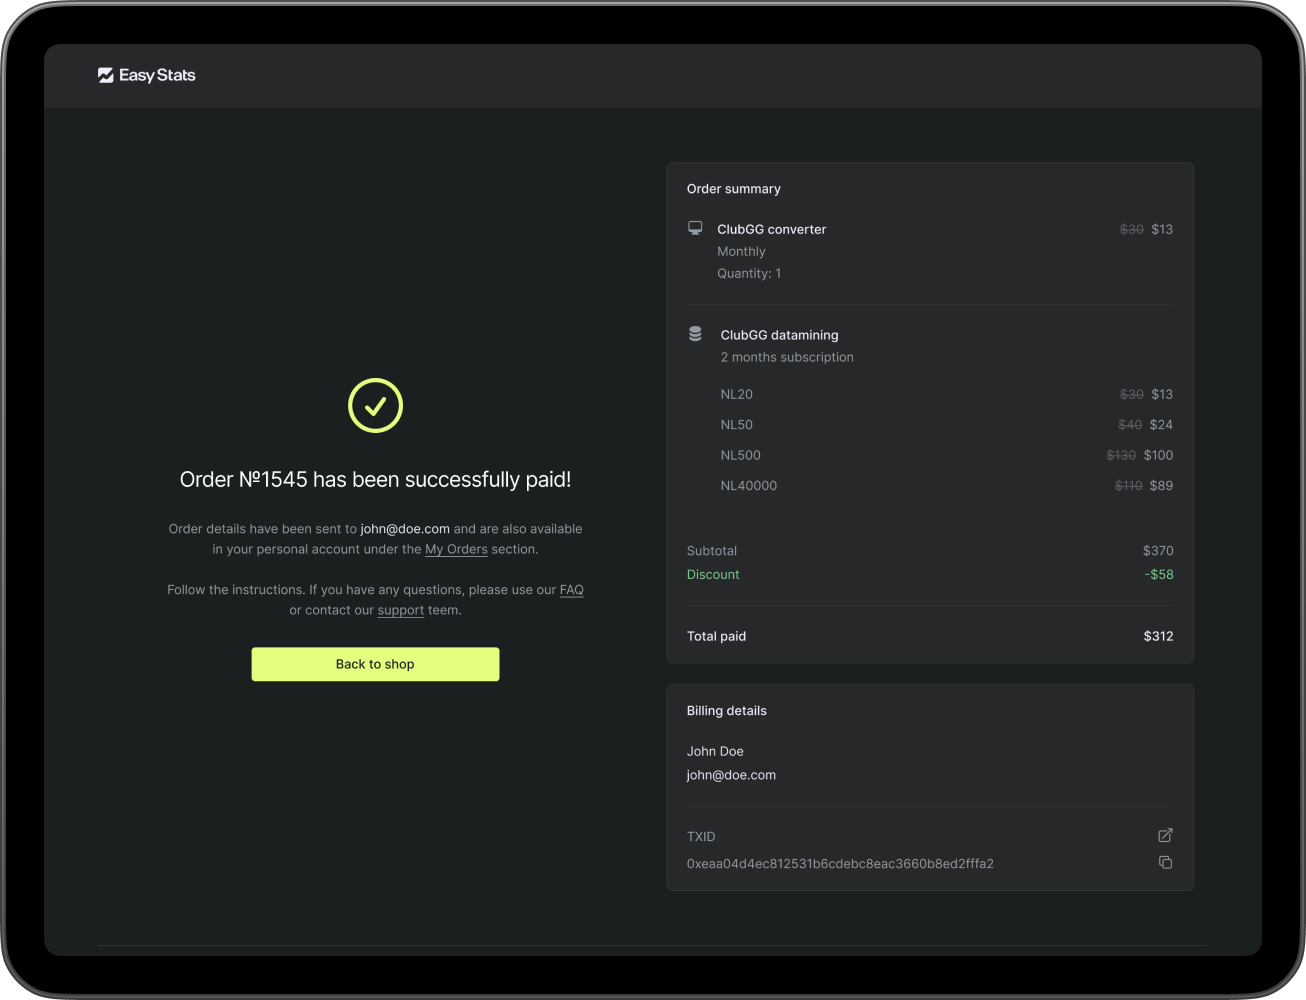 Easy Stats
Order №1545 has been successfully paid!
Order details have been sent to john@doe.com and are also available
in your personal account under the My Orders section.
Follow the instructions. If you have any questions, please use our FAQ
or contact our support teem.
Back to shop
Order summary
ClubGG converter $30 $13
Monthly
Quantity: 1
ClubGG datamining
2 months subscription
NL20 $30 $13
NL50 $40 $24
NL500 $130 $100
NL40000 $110 $89
Subtotal $370
Discount -$58
Total paid $312
Billing details
John Doe
john@doe.com
TXID
0xeaa04d4ec812531b6cdebc8eac3660b8ed2fffa2